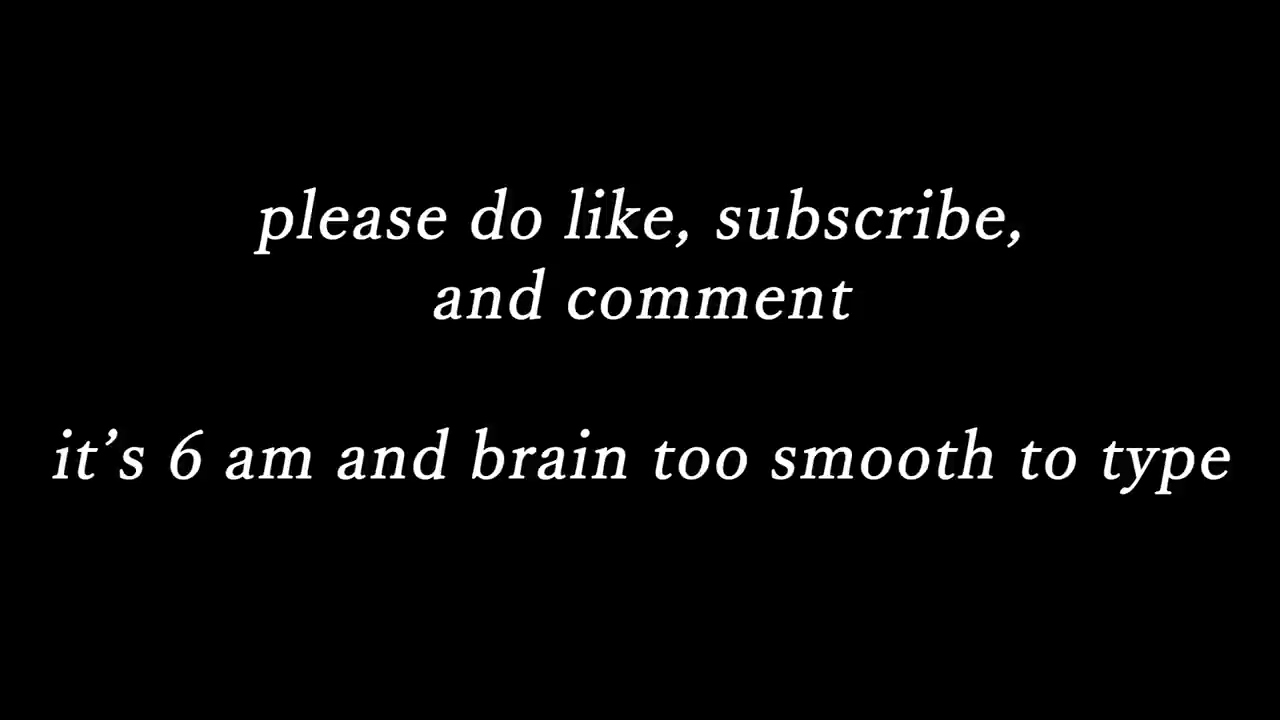 please do like, subscribe,
and comment
it’s 6 am and brain too smooth to type